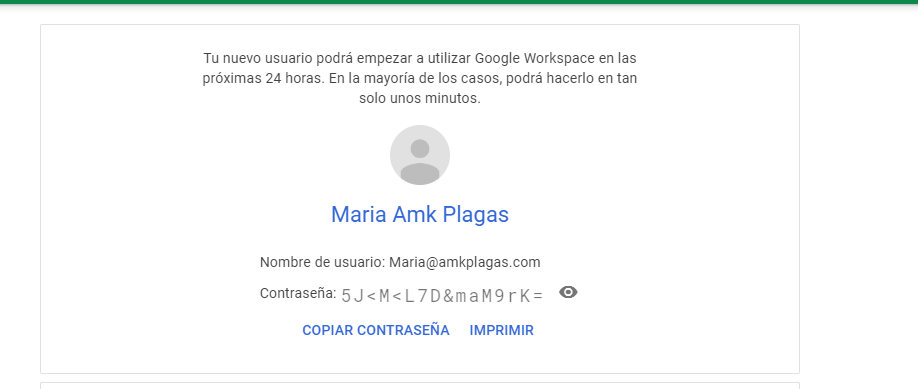 Tu nuevo usuario podrá empezar a utilizar Google Workspace en las
próximas 24 horas. En la mayoría de los casos, podrá hacerlo en tan
solo unos minutos.
Maria Amk Plagas
Nombre de usuario: Maria@amkplagas.com
Contraseña: 5J<M<L7D&maM9rK=
COPIAR CONTRASEÑA IMPRIMIR